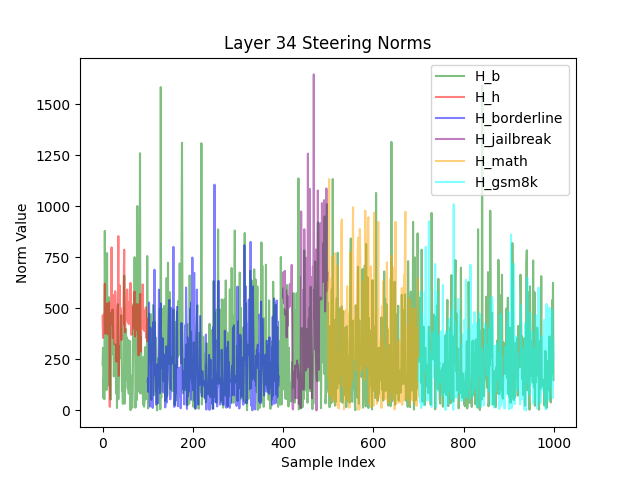 Layer 34 Steering Norms
H_b
H_h
H_borderline
H_jailbreak
H_math
H_gsm8k
Norm Value
1500
1250
1000
750
500
250
0
0 200 400 600 800 1000
Sample Index